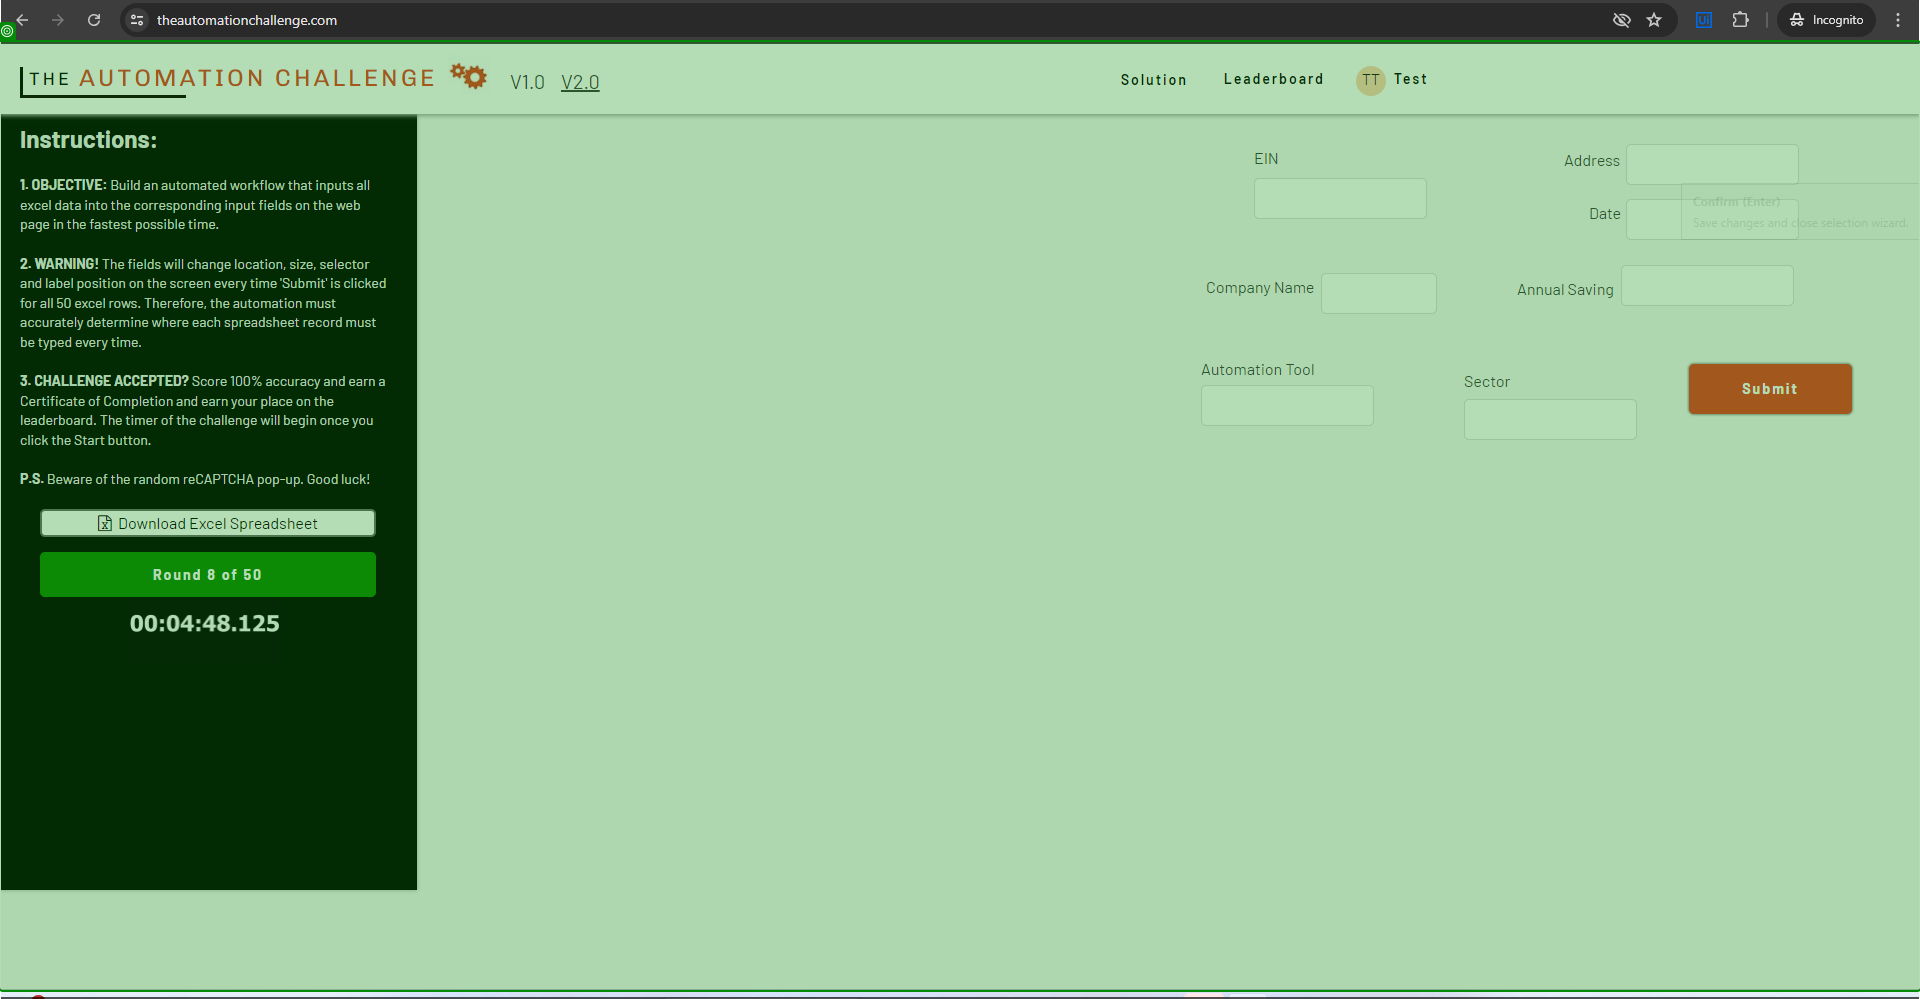 theautomationchallenge.com
Incognito
THE AUTOMATION CHALLENGE
V1.0 V2.0
Solution
Leaderboard
TT Test
Instructions:
1. OBJECTIVE: Build an automated workflow that inputs all
excel data into the corresponding input fields on the web
page in the fastest possible time.
2. WARNING! The fields will change location, size, selector
and label position on the screen every time 'Submit' is clicked
for all 50 excel rows. Therefore, the automation must
accurately determine where each spreadsheet record must
be typed every time.
3. CHALLENGE ACCEPTED? Score 100% accuracy and earn a
Certificate of Completion and earn your place on the
leaderboard. The timer of the challenge will begin once you
click the Start button.
P.S. Beware of the random reCAPTCHA pop-up. Good luck!
Download Excel Spreadsheet
Round 8 of 50
00:04:48.125
EIN
Address
Confirm (Enter)
Save changes and close selection wizard.
Date
Company Name
Annual Saving
Automation Tool
Sector
Submit